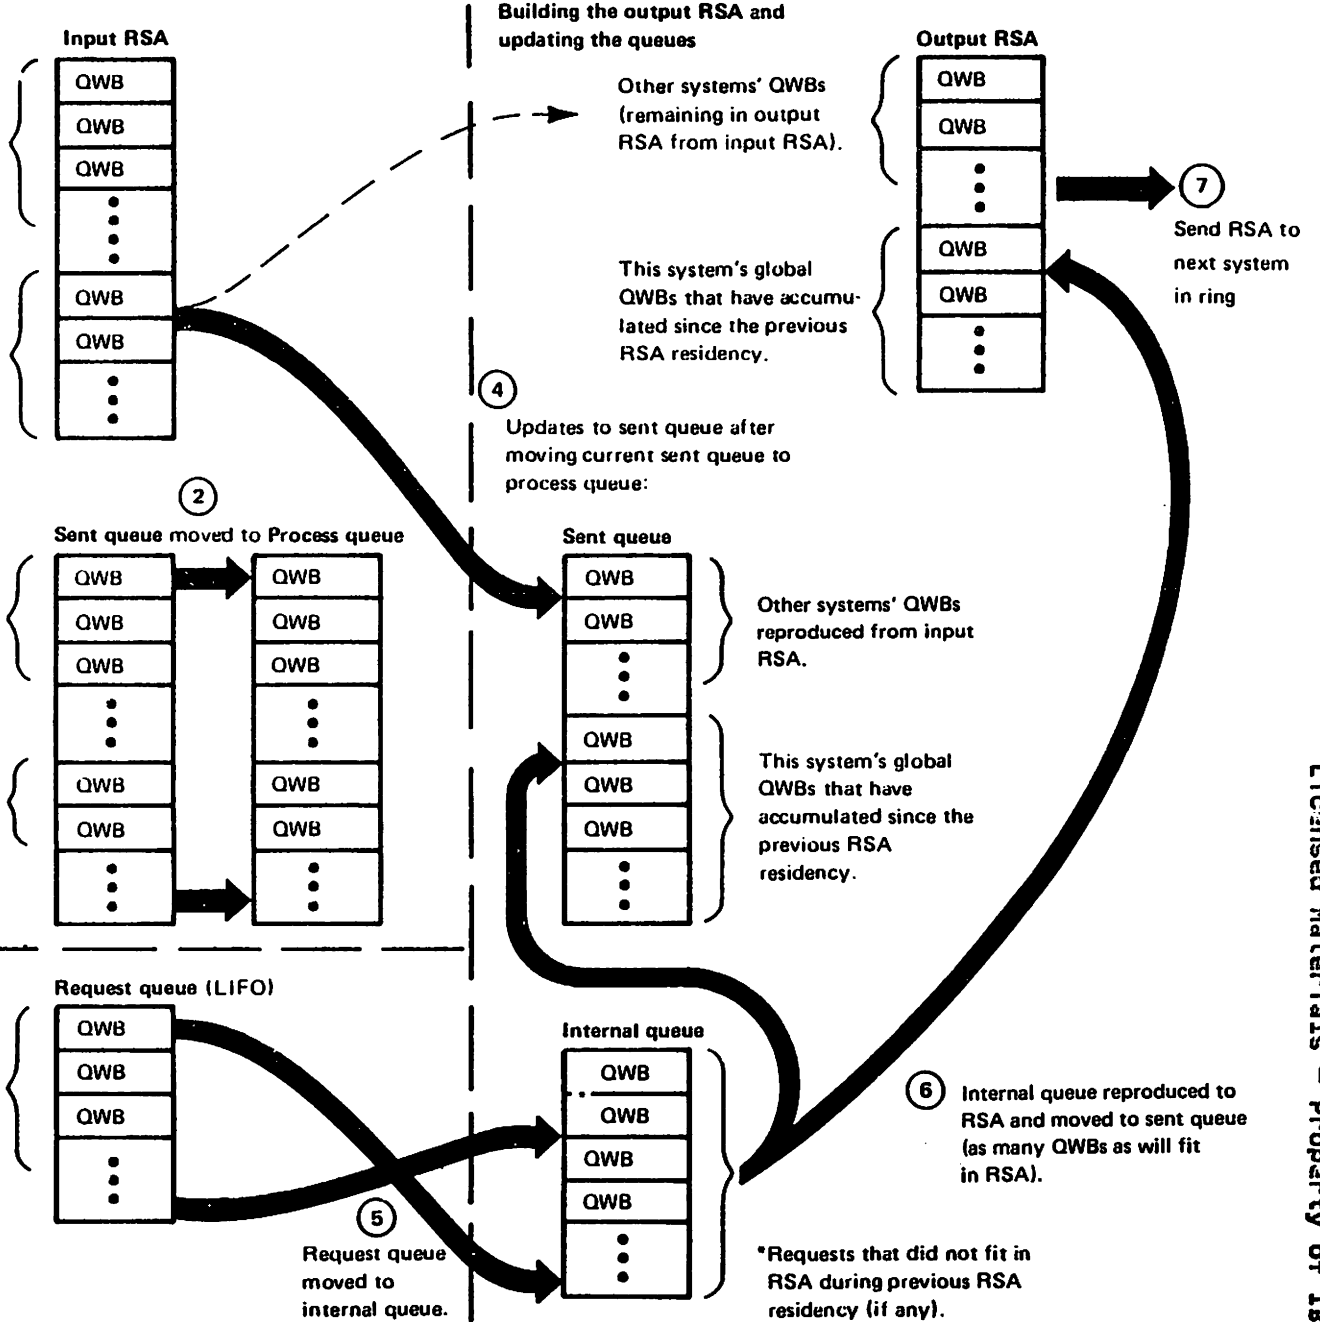 Building the output RSA and
updating the queues
Input RSA
QWB
QWB
QWB
QWB
QWB
Other systems' QWBs
(remaining in output
RSA from input RSA).
This system's global
QWBs that have accumu-
lated since the previous
RSA residency.
Output RSA
QWB
QWB
QWB
QWB
7
Send RSA to
next system
in ring
4
Updates to sent queue after
moving current sent queue to
process queue:
2
Sent queue moved to Process queue
QWB
QWB
QWB
QWB
QWB
QWB
QWB
QWB
QWB
QWB
Sent queue
QWB
QWB
QWB
QWB
QWB
Other systems' QWBs
reproduced from input
RSA.
This system's global
QWBs that have
accumulated since the
previous RSA
residency.
Request queue (LIFO)
QWB
QWB
QWB
5
Request queue
moved to
internal queue.
Internal queue
QWB
QWB
QWB
QWB
6
Internal queue reproduced to
RSA and moved to sent queue
(as many QWBs as will fit
in RSA).
*Requests that did not fit in
RSA during previous RSA
residency (if any).
Licensed Materials — Property of IB